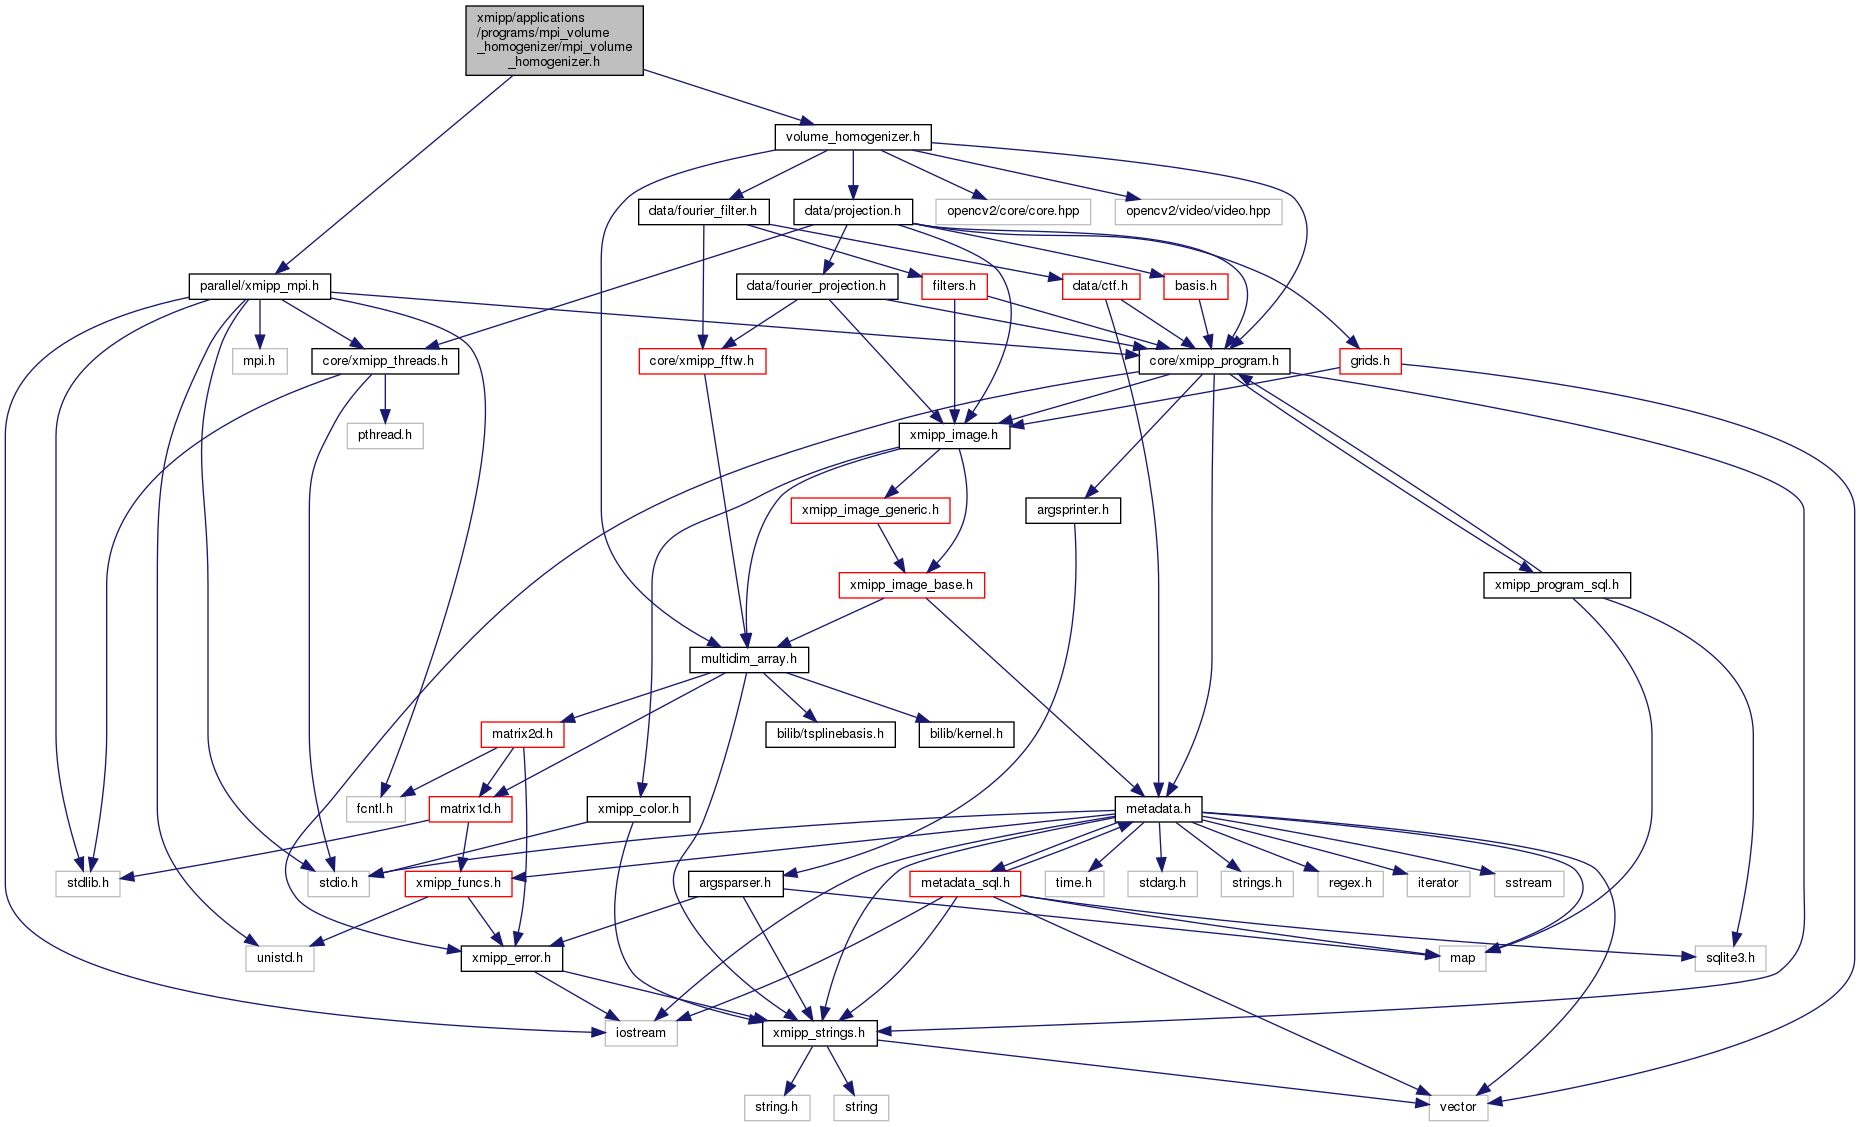 xmipp/applications
/programs/mpi_volume
_homogenizer/mpi_volume
_homogenizer.h
volume_homogenizer.h
data/fourier_filter.h
data/projection.h
opencv2/core/core.hpp
opencv2/video/video.hpp
parallel/xmipp_mpi.h
data/fourier_projection.h
filters.h
data/ctf.h
basis.h
mpi.h
core/xmipp_threads.h
core/xmipp_fftw.h
core/xmipp_program.h
grids.h
pthread.h
xmipp_image.h
xmipp_image_generic.h
argsprinter.h
xmipp_image_base.h
xmipp_program_sql.h
multidim_array.h
matrix2d.h
bilib/tsplinebasis.h
bilib/kernel.h
fcntl.h
matrix1d.h
xmipp_color.h
metadata.h
stdlib.h
stdio.h
xmipp_funcs.h
argsparser.h
metadata_sql.h
time.h
stdarg.h
strings.h
regex.h
iterator
sstream
unistd.h
xmipp_error.h
map
sqlite3.h
iostream
xmipp_strings.h
string.h
string
vector